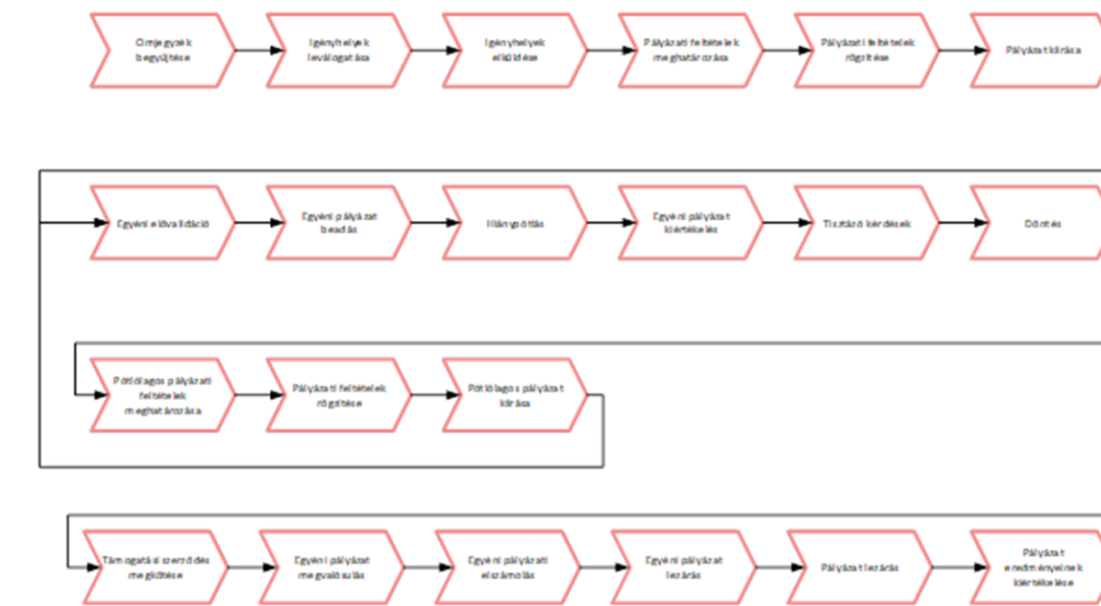 Címjegyzék
begyűjtése
Igényhelyek
leválogatása
Igényhelyek
elküldése
Pályázati feltételek
meghatározása
Pályázati feltételek
rögzítése
Pályázat kiírása
Egyéni elővalidáció
Egyéni pályázat
beadás
Hiánypótlás
Egyéni pályázat
kiértékelés
Tisztázó kérdések
Döntés
Pótlólagos pályázati
feltételek
meghatározása
Pályázati feltételek
rögzítése
Pótlólagos pályázat
kiírása
Támogatási szerződés
megkötése
Egyéni pályázat
megvalósulás
Egyéni pályázati
elszámolás
Egyéni pályázat
lezárás
Pályázat lezárás
Pályázat
eredményeinek
kiértékelése